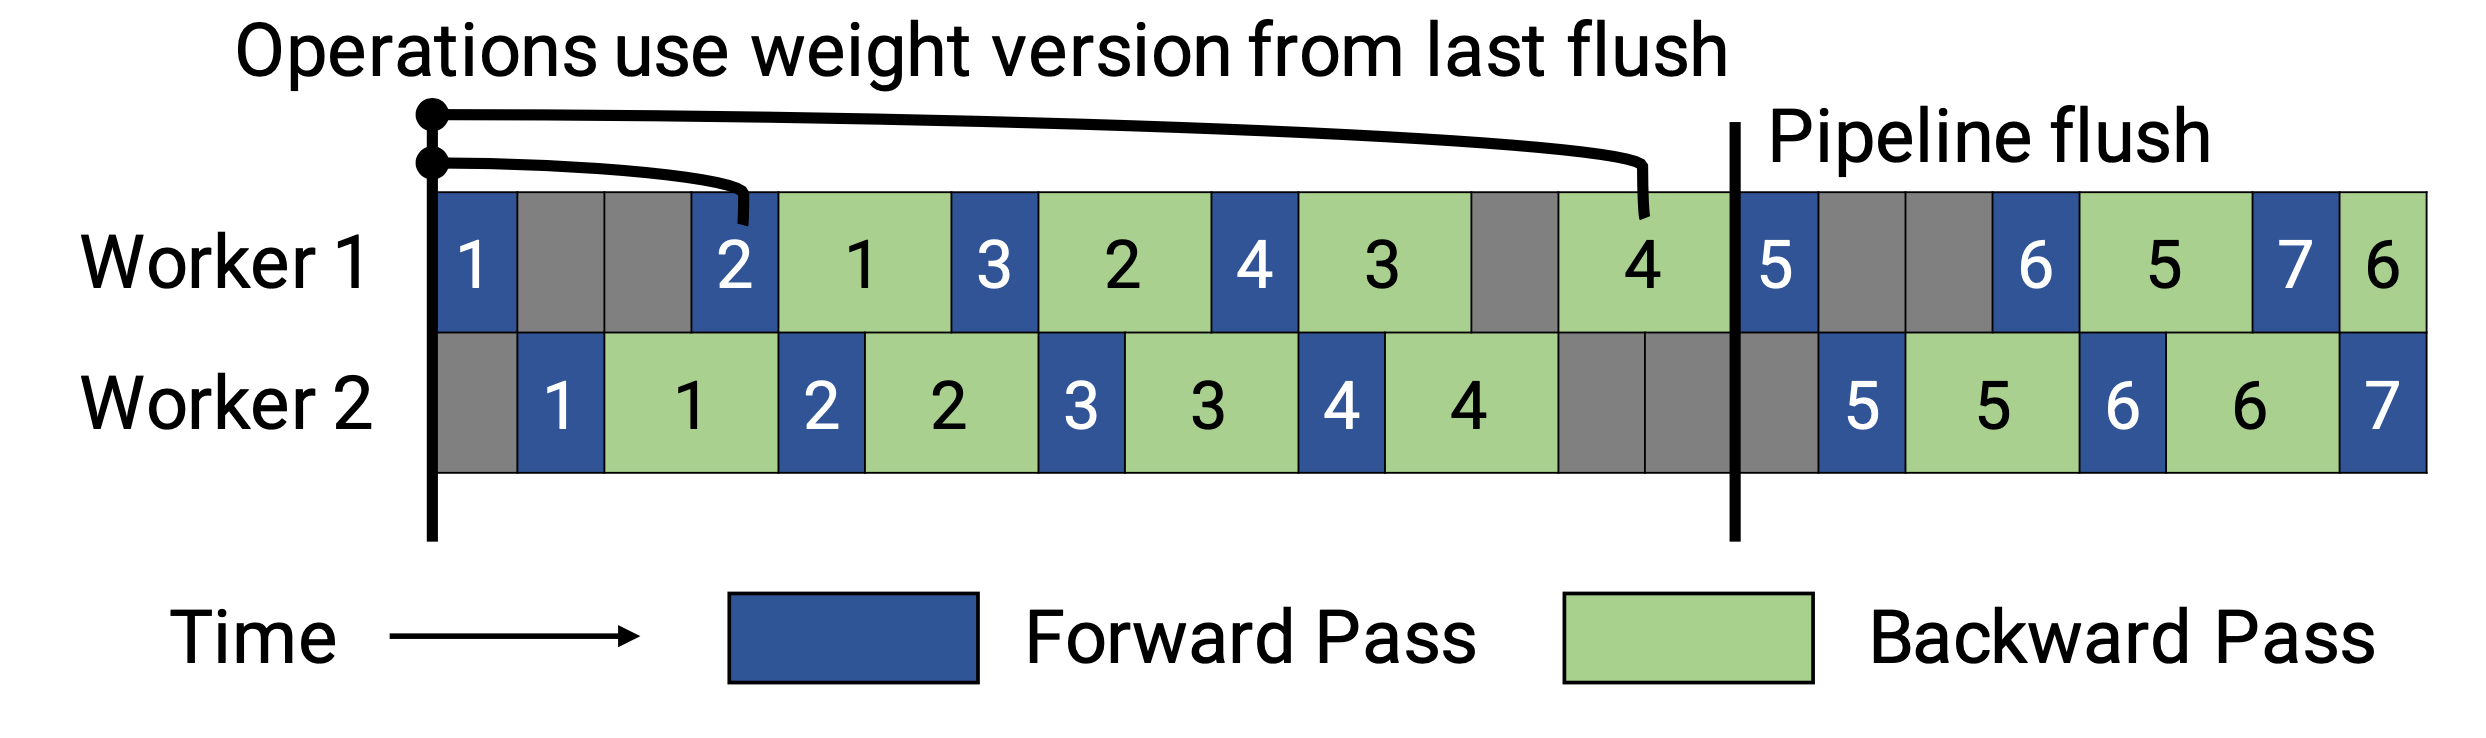 Operations use weight version from last flush
Pipeline flush
Worker 1 1 2 1 3 2 4 3 4 5 6 5 7 6
Worker 2 1 1 2 2 3 3 4 4 5 5 6 6 7
Time Forward Pass Backward Pass